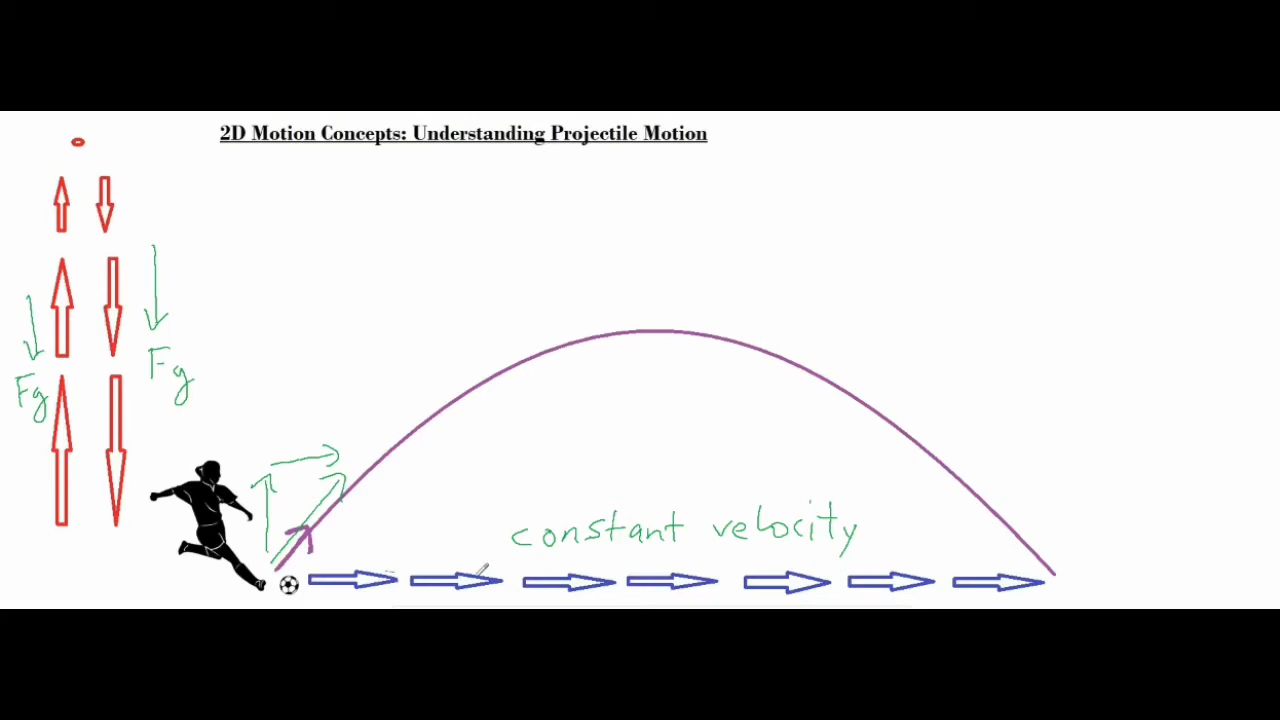 2D Motion Concepts: Understanding Projectile Motion
Fg
Fg
constant velocity